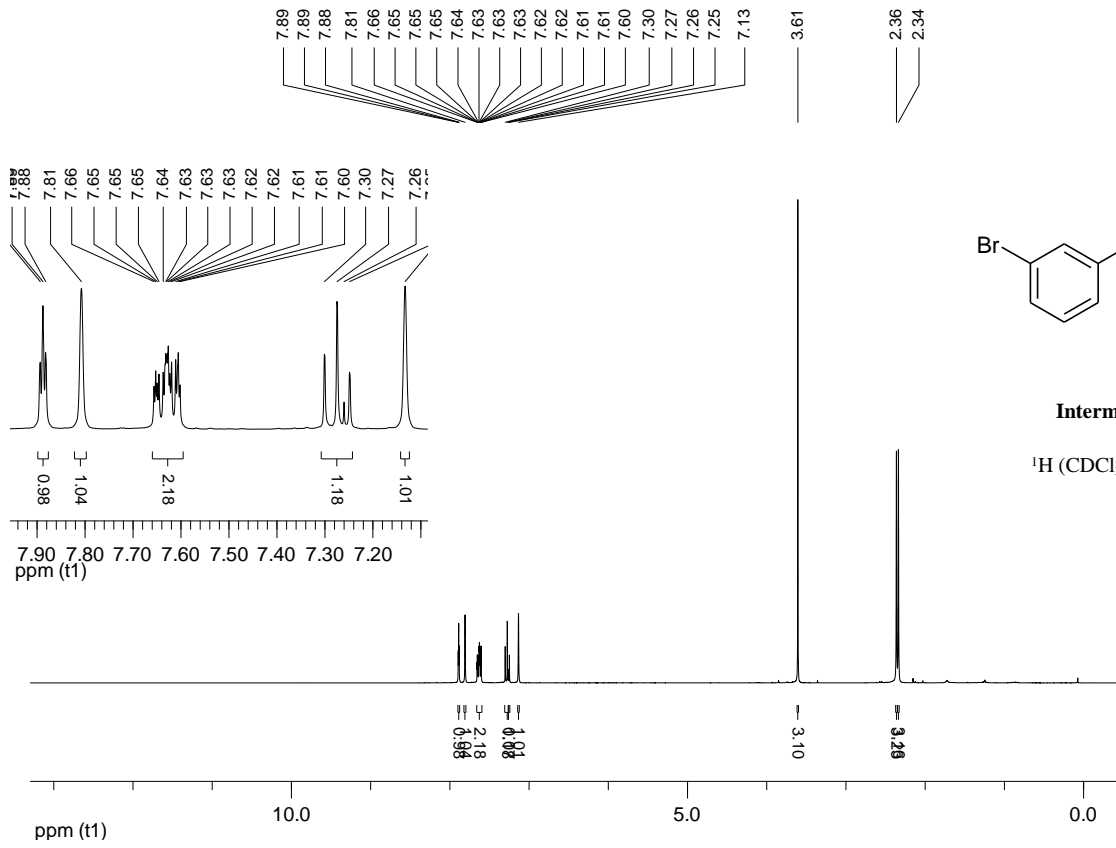 7.89 7.89 7.88 7.81 7.66 7.65 7.65 7.65 7.64 7.63 7.63 7.63 7.62 7.62 7.61 7.61 7.60 7.30 7.27 7.26 7.25 7.13 3.61 2.36 2.34
7.88 7.81 7.66 7.65 7.65 7.65 7.64 7.63 7.63 7.63 7.62 7.62 7.61 7.61 7.60 7.30 7.27 7.26
Br
Interm
¹H (CDCl
0.98 1.04 2.18 1.18 1.01
7.90 7.80 7.70 7.60 7.50 7.40 7.30 7.20
ppm (t1)
2.18 1.01 3.10
10.0 5.0 0.0
ppm (t1)